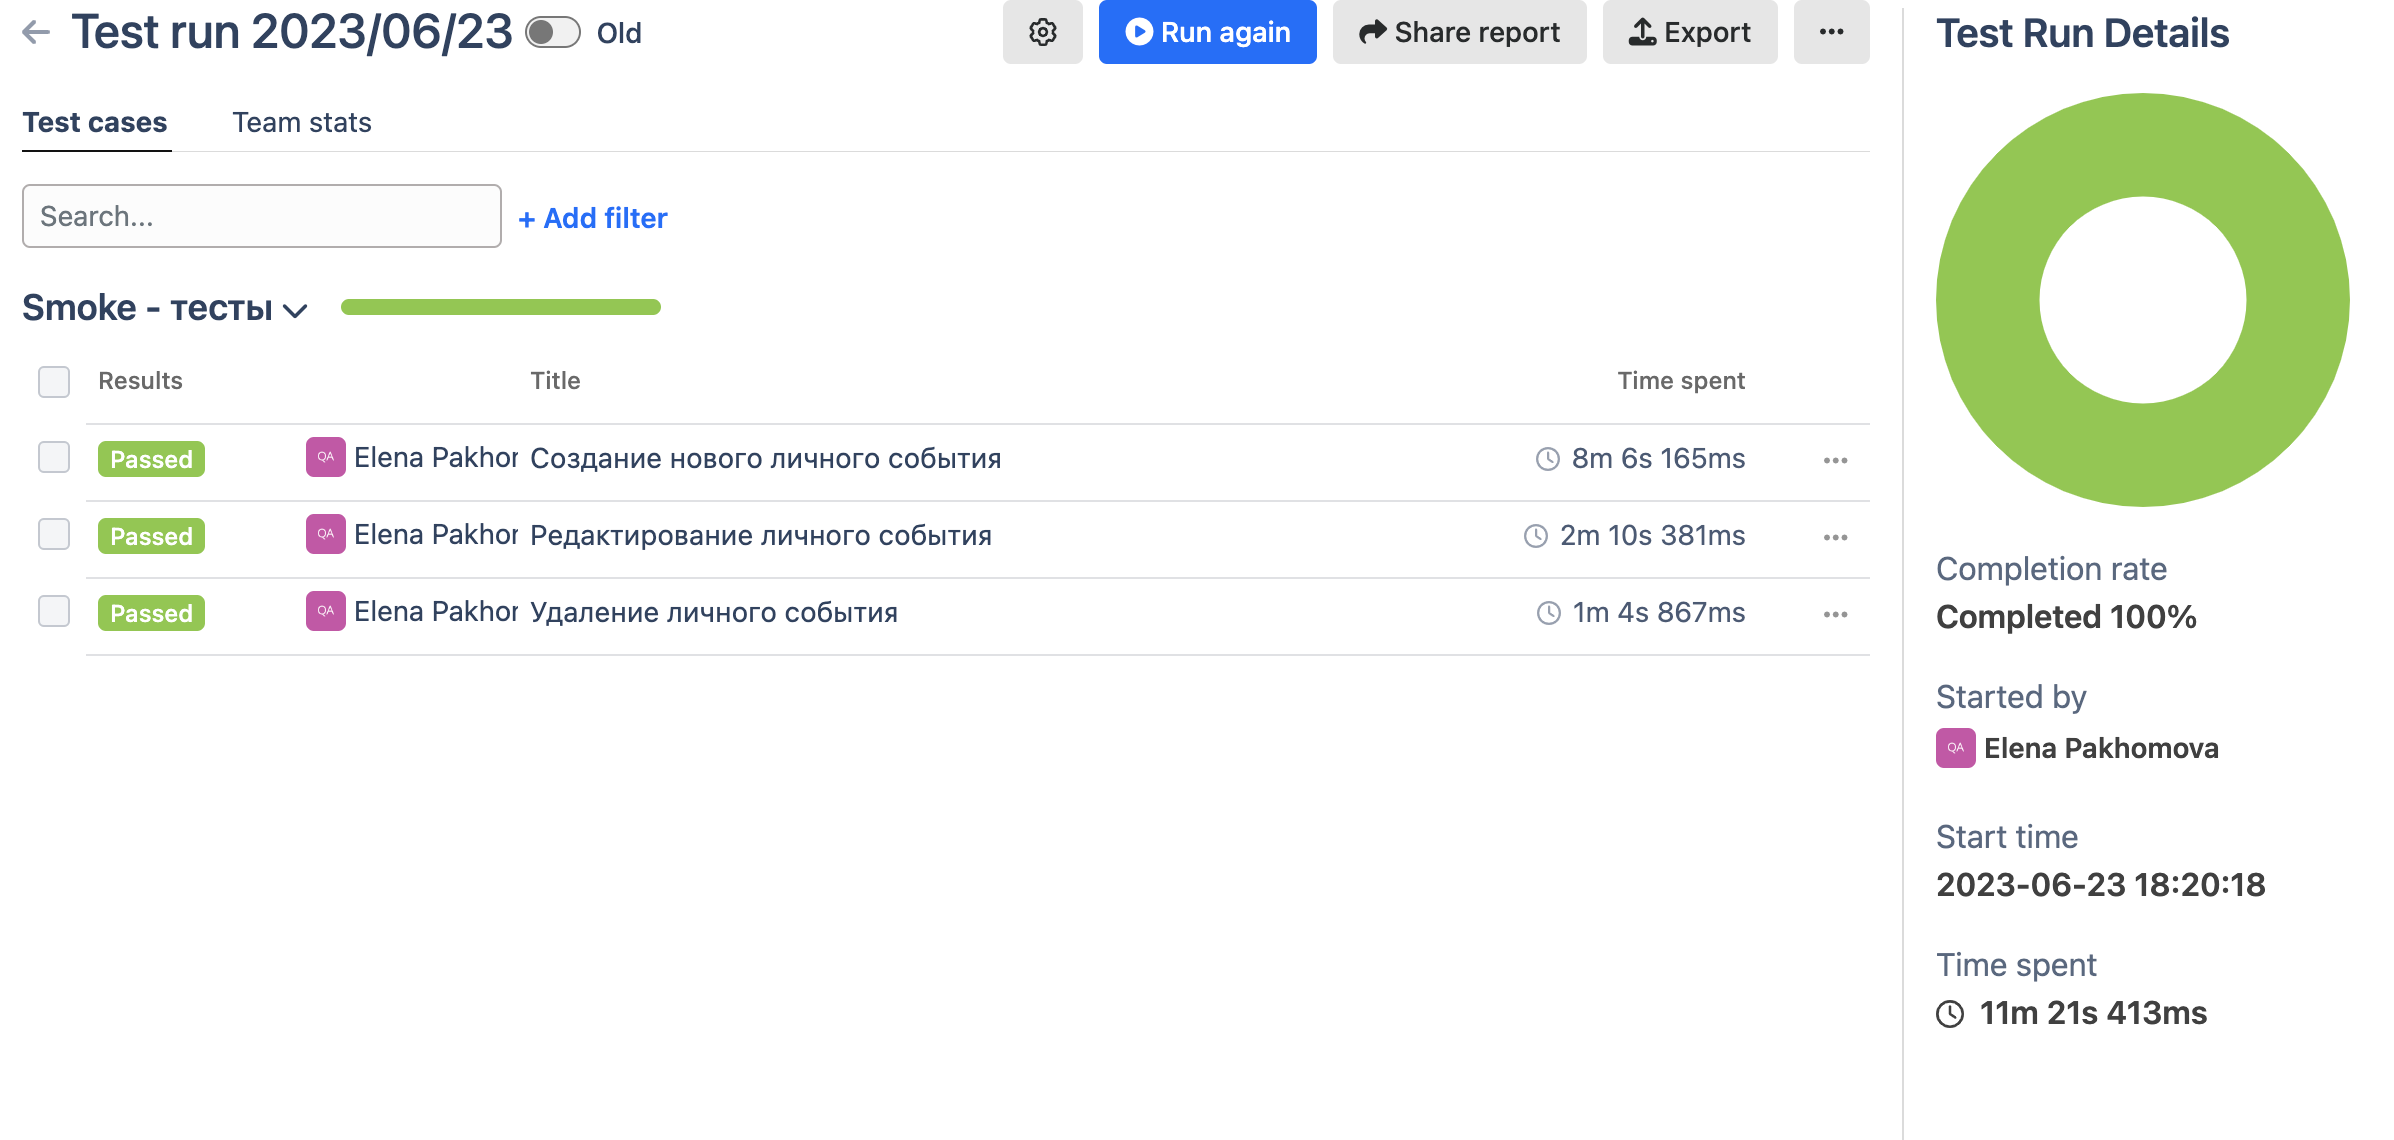 Test run 2023/06/23 Old
Run again
Share report
Export
Test cases
Team stats
Search...
+ Add filter
Smoke - тесты
Results Title Time spent
Passed QA Elena Pakhor Создание нового личного события 8m 6s 165ms
Passed QA Elena Pakhor Редактирование личного события 2m 10s 381ms
Passed QA Elena Pakhor Удаление личного события 1m 4s 867ms
Test Run Details
Completion rate
Completed 100%
Started by
QA Elena Pakhomova
Start time
2023-06-23 18:20:18
Time spent
11m 21s 413ms